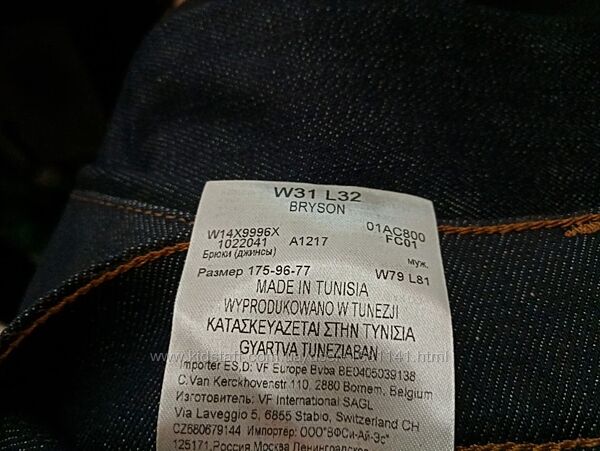 W31 L32
BRYSON
W14X9996X 01AC800
1022041 A1217 FC01
Брюки (джинсы) муж.
Размер 175-96-77 W79 L81
MADE IN TUNISIA
WYPRODUKOWANO W TUNEZJI
ΚΑΤΑΣΚΕΥΑΖΕΤΑΙ ΣΤΗΝ ΤΥΝΙΣΙΑ
GYARTVA TUNEZIABAN
Importer ES,D: VF Europe Bvba BE0405039138
C.Van Kerckhovenstr 110, 2880 Bornem, Belgium
Изготовитель: VF International SAGL
Via Laveggio 5, 6855 Stabio, Switzerland CH
CZ680679144 Импортер: ООО"ВФСи-Ай-Эс"
125171,Россия Москва Ленинградское